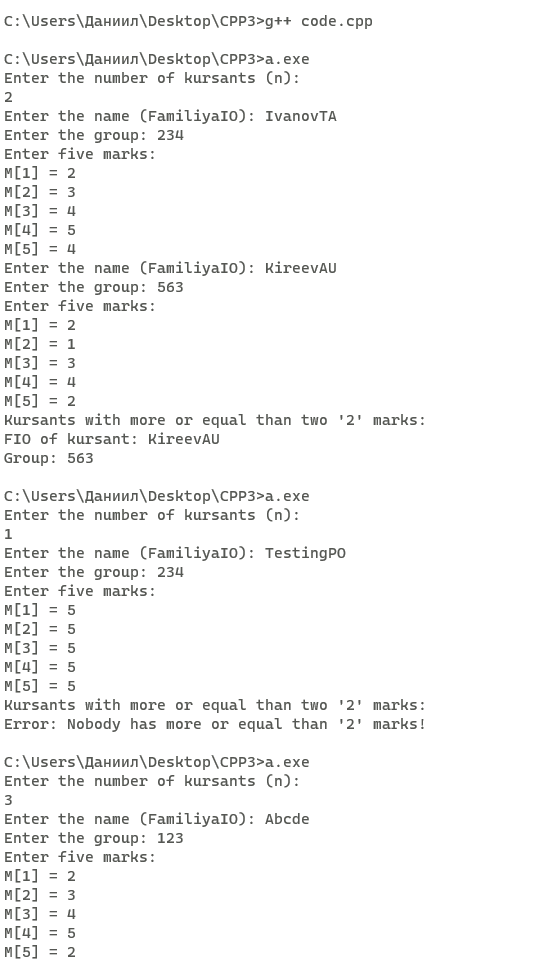 C:\Users\Даниил\Desktop\CPP3>g++ code.cpp
C:\Users\Даниил\Desktop\CPP3>a.exe
Enter the number of kursants (n):
2
Enter the name (FamiliyaIO): IvanovTA
Enter the group: 234
Enter five marks:
M[1] = 2
M[2] = 3
M[3] = 4
M[4] = 5
M[5] = 4
Enter the name (FamiliyaIO): KireevAU
Enter the group: 563
Enter five marks:
M[1] = 2
M[2] = 1
M[3] = 3
M[4] = 4
M[5] = 2
Kursants with more or equal than two '2' marks:
FIO of kursant: KireevAU
Group: 563
C:\Users\Даниил\Desktop\CPP3>a.exe
Enter the number of kursants (n):
1
Enter the name (FamiliyaIO): TestingPO
Enter the group: 234
Enter five marks:
M[1] = 5
M[2] = 5
M[3] = 5
M[4] = 5
M[5] = 5
Kursants with more or equal than two '2' marks:
Error: Nobody has more or equal than '2' marks!
C:\Users\Даниил\Desktop\CPP3>a.exe
Enter the number of kursants (n):
3
Enter the name (FamiliyaIO): Abcde
Enter the group: 123
Enter five marks:
M[1] = 2
M[2] = 3
M[3] = 4
M[4] = 5
M[5] = 2